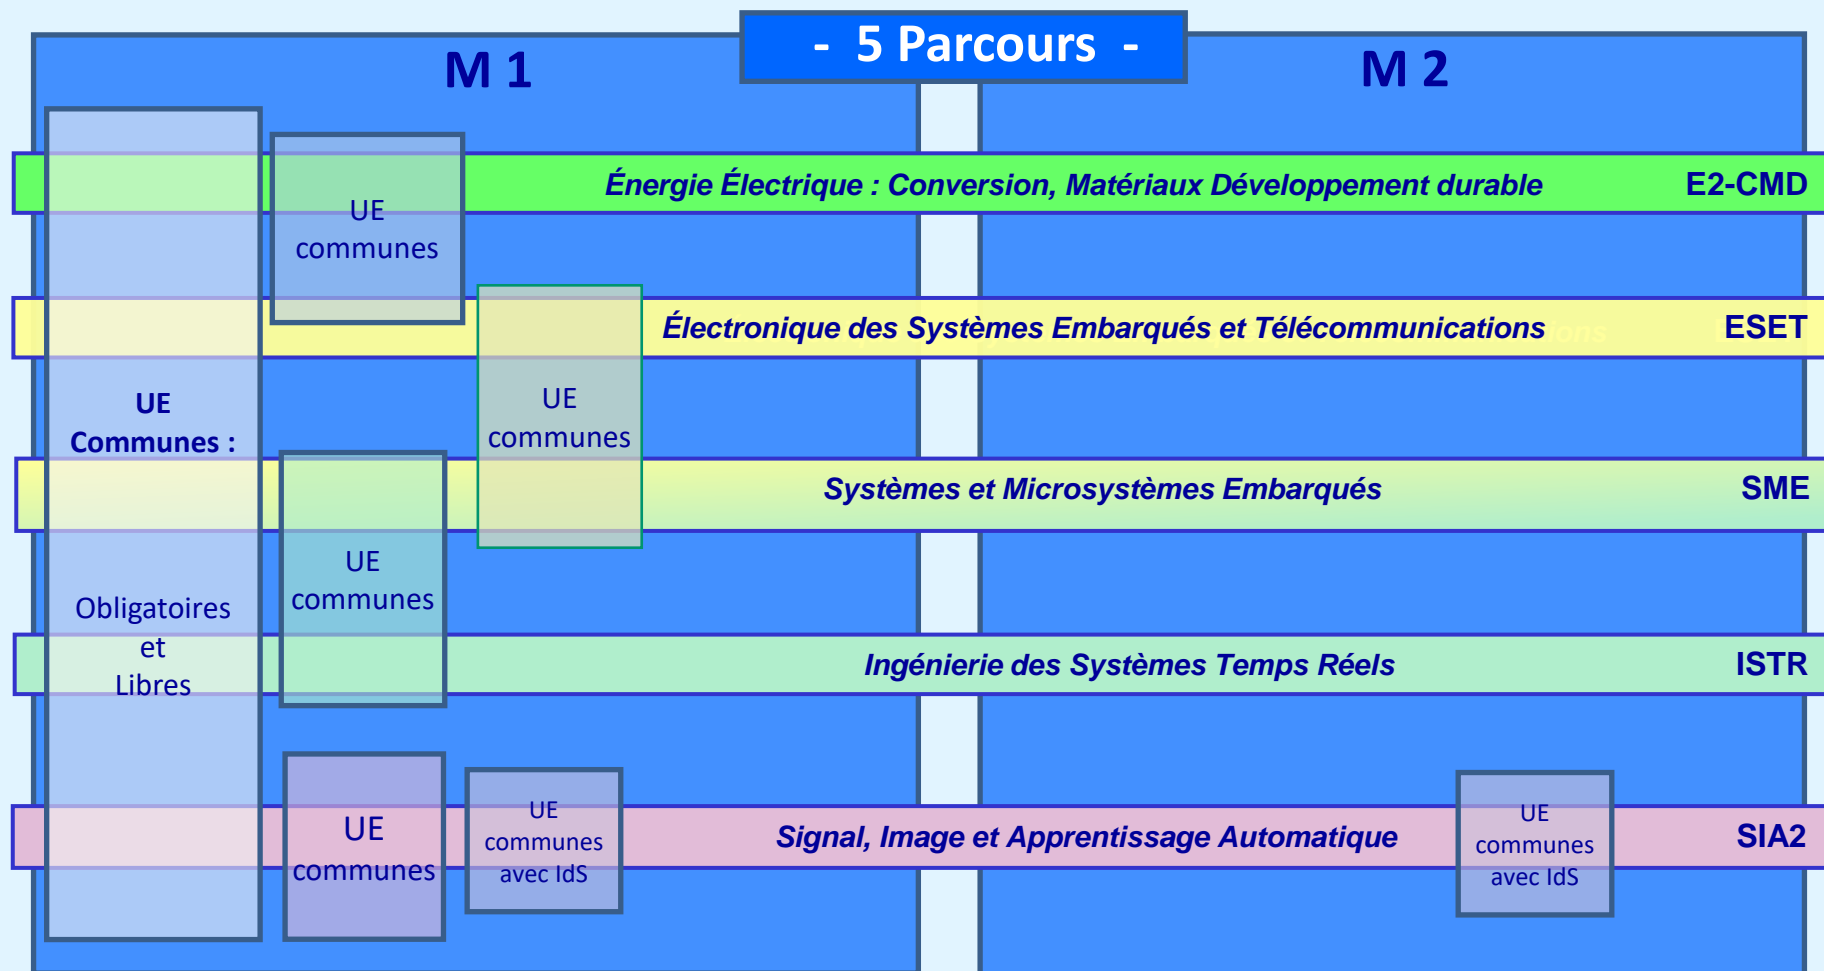 - 5 Parcours -
M 1
M 2
Énergie Électrique : Conversion, Matériaux Développement durable
E2-CMD
UE
communes
Électronique des Systèmes Embarqués et Télécommunications
ESET
UE
communes
UE
Communes :
Obligatoires
et
Libres
Systèmes et Microsystèmes Embarqués
SME
UE
communes
Ingénierie des Systèmes Temps Réels
ISTR
UE
communes
UE
communes
avec IdS
Signal, Image et Apprentissage Automatique
UE
communes
avec IdS
SIA2